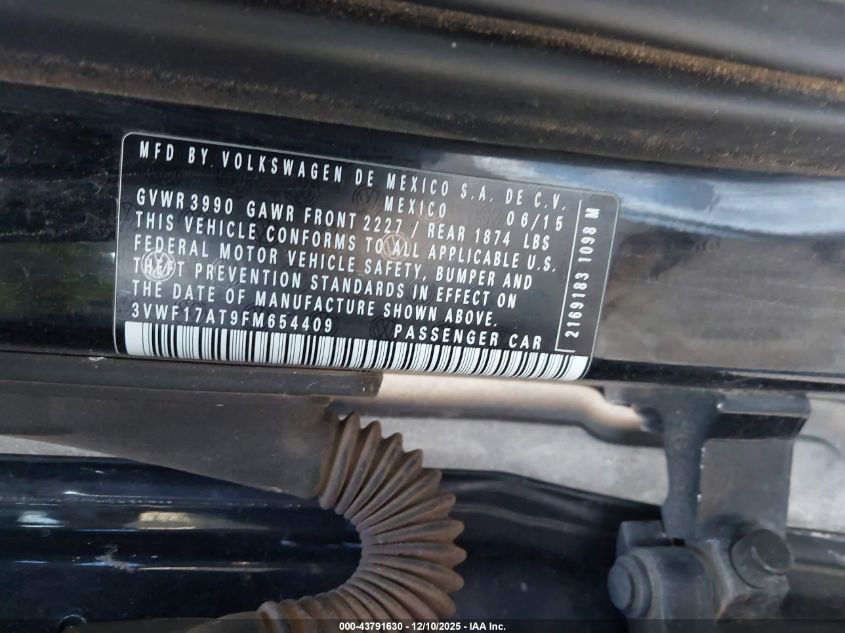 MFD BY VOLKSWAGEN DE MEXICO S.A. DE C.V.
MEXICO 06/15
GVWR 3990 GAWR FRONT 2227 / REAR 1874 LBS
THIS VEHICLE CONFORMS TO ALL APPLICABLE U.S.
FEDERAL MOTOR VEHICLE SAFETY, BUMPER AND
THEFT PREVENTION STANDARDS IN EFFECT ON
THE DATE OF MANUFACTURE SHOWN ABOVE.
3VWF17AT9FM654409 PASSENGER CAR
2169183 1098 M
000-43791630 - 12/10/2025 - IAA Inc.